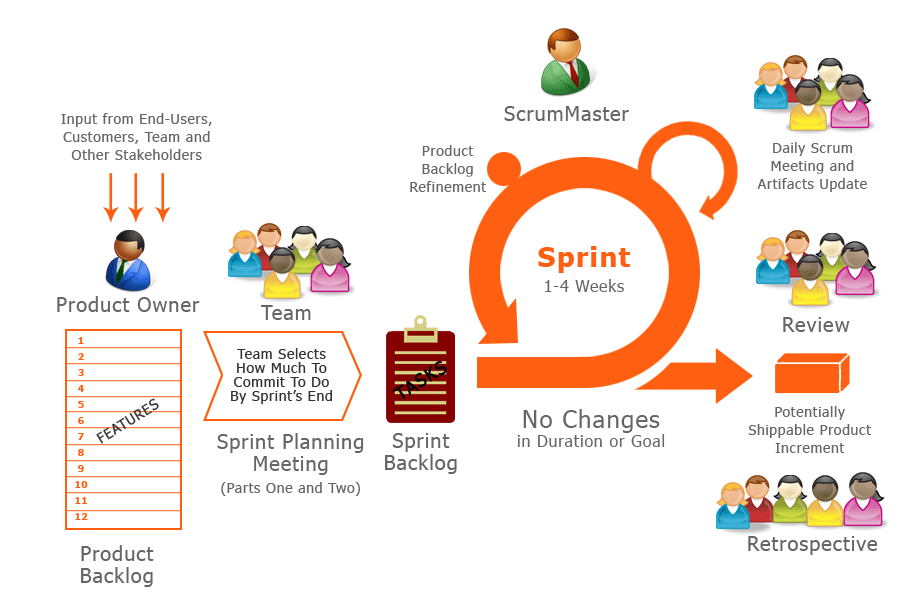 Input from End-Users,
Customers, Team and
Other Stakeholders
Product Owner
1
2
3
4
5
6
7
8
9
10
11
12
FEATURES
Product
Backlog
Team
Team Selects
How Much To
Commit To Do
By Sprint's End
Sprint Planning
Meeting
(Parts One and Two)
TASKS
Sprint
Backlog
ScrumMaster
Product
Backlog
Refinement
Sprint
1-4 Weeks
No Changes
in Duration or Goal
Daily Scrum
Meeting and
Artifacts Update
Review
Potentially
Shippable Product
Increment
Retrospective